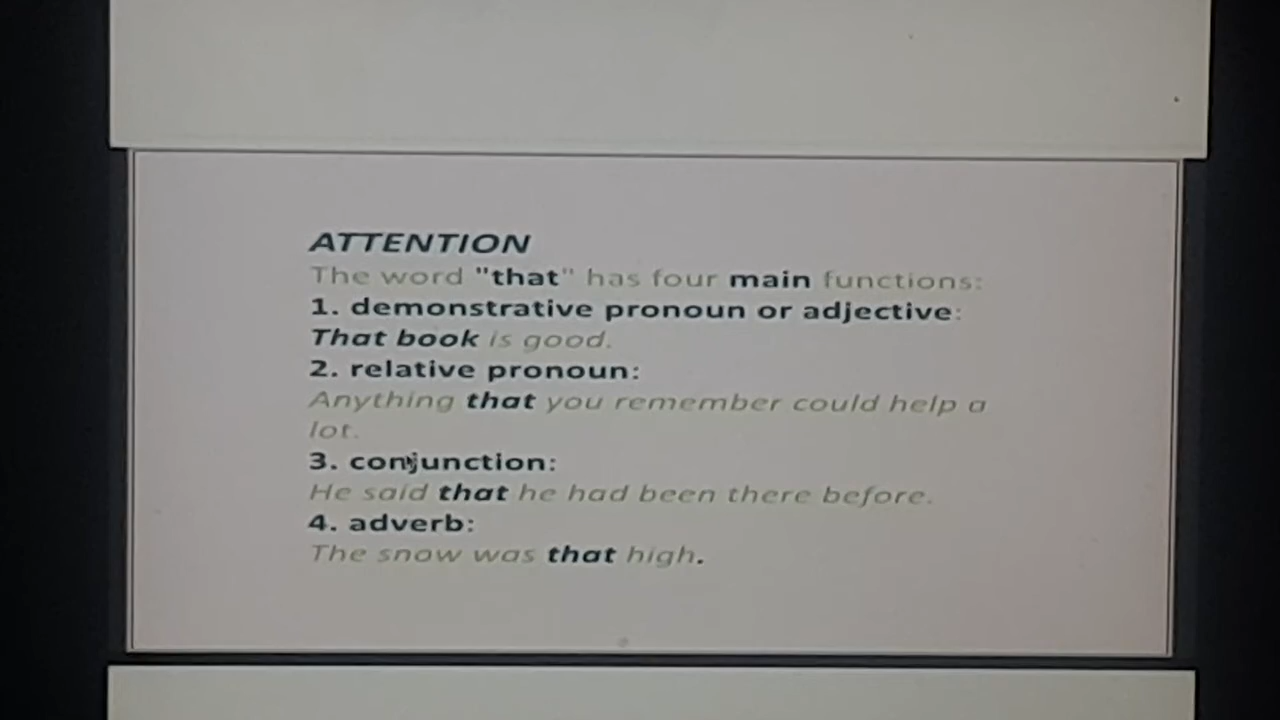 ATTENTION
The word "that" has four main functions:
1. demonstrative pronoun or adjective:
That book is good.
2. relative pronoun:
Anything that you remember could help a
lot.
3. conjunction:
He said that he had been there before.
4. adverb:
The snow was that high.